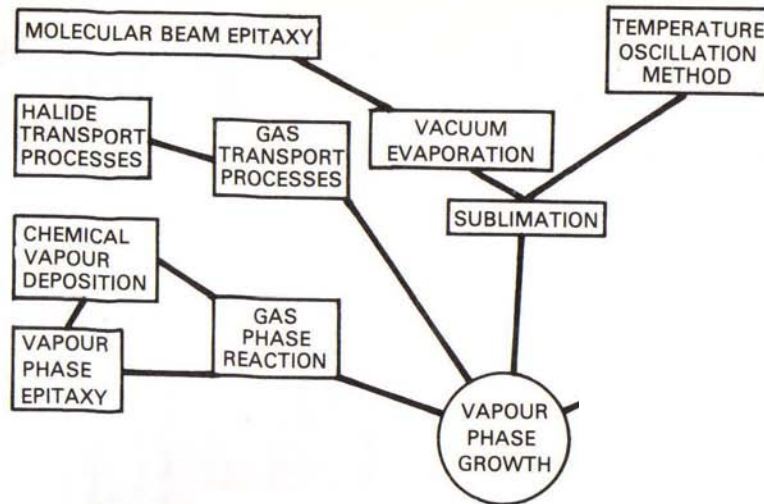 MOLECULAR BEAM EPITAXY
TEMPERATURE
OSCILLATION
METHOD
HALIDE
TRANSPORT
PROCESSES
GAS
TRANSPORT
PROCESSES
VACUUM
EVAPORATION
SUBLIMATION
CHEMICAL
VAPOUR
DEPOSITION
GAS
PHASE
REACTION
VAPOUR
PHASE
EPITAXY
VAPOUR
PHASE
GROWTH